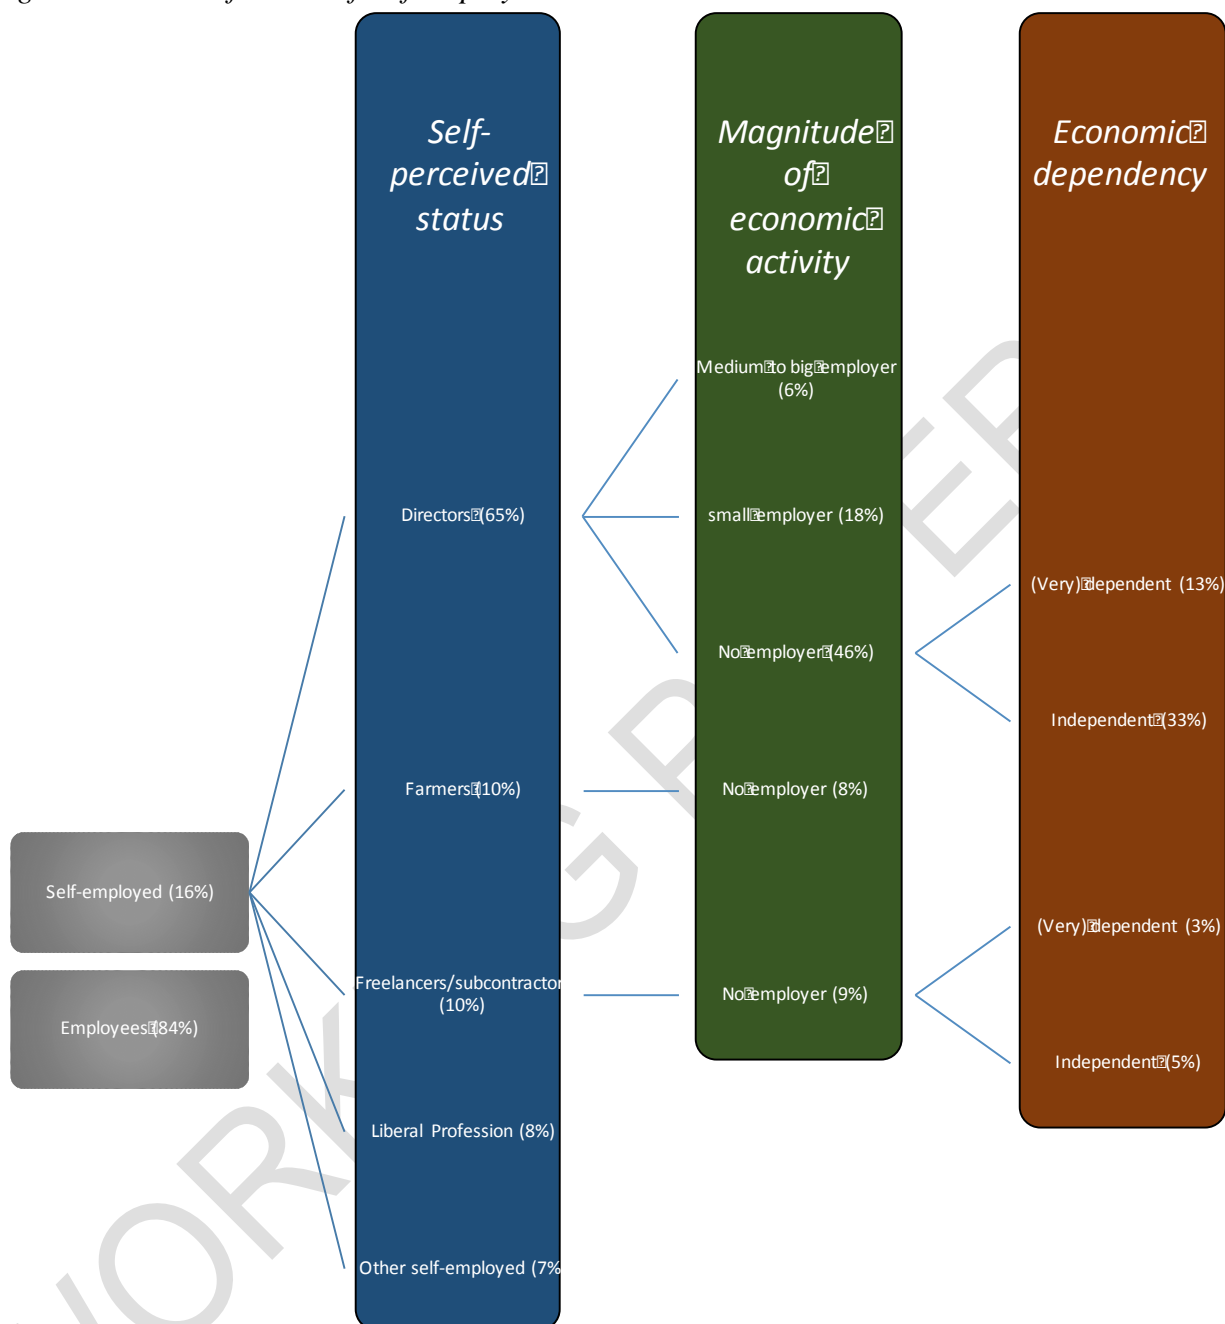 Self-
perceived
status
Magnitude
of
economic
activity
Economic
dependency
Medium to big employer
(6%)
Directors (65%)
small employer (18%)
(Very) dependent (13%)
No employer (46%)
Independent (33%)
Farmers (10%)
No employer (8%)
Self-employed (16%)
(Very) dependent (3%)
Freelancers/subcontractor
(10%)
No employer (9%)
Employees (84%)
Independent (5%)
Liberal Profession (8%)
Other self-employed (7%